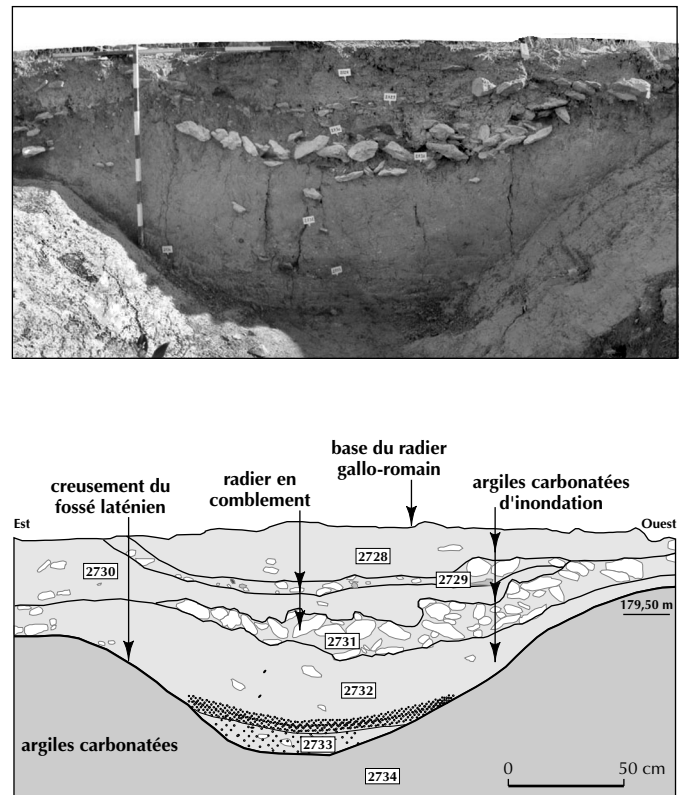 base du radier
gallo-romain
creusement du
fossé laténien
radier en
comblement
argiles carbonatées
d'inondation
Est
Ouest
2728
2730
2729
179,50 m
2731
2732
2733
argiles carbonatées
2734
0 50 cm